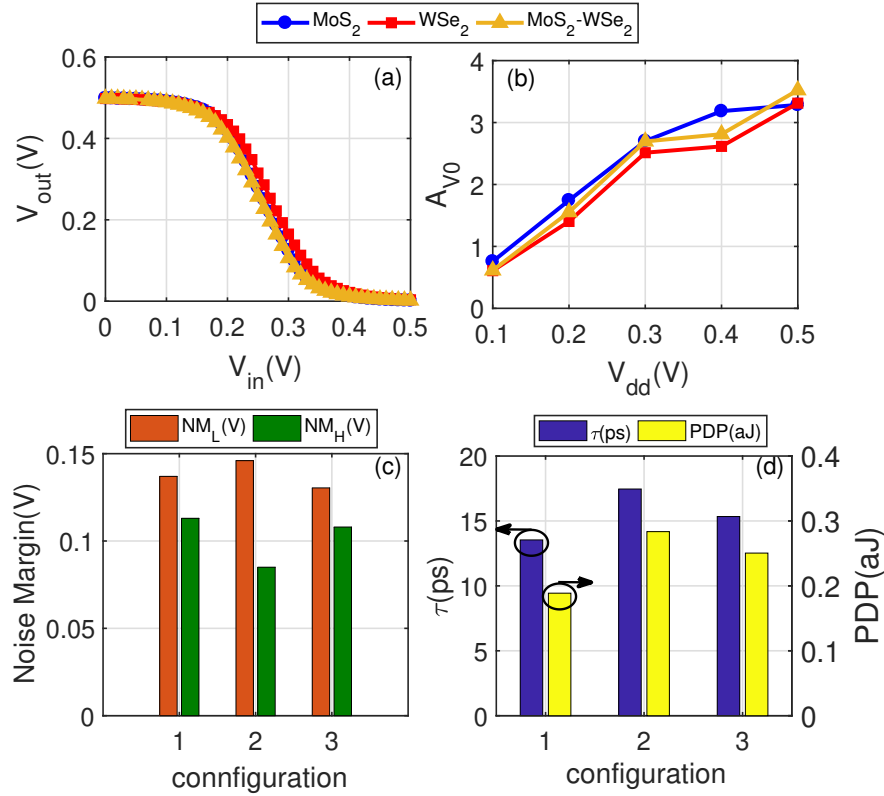 MoS2 WSe2 MoS2-WSe2
(a)
0.6
0.4
0.2
0
Vout(V)
0 0.1 0.2 0.3 0.4 0.5
Vin(V)
(b)
4
3
2
1
0
AV0
0.1 0.2 0.3 0.4 0.5
Vdd(V)
NML(V) NMH(V)
(c)
0.15
0.1
0.05
0
Noise Margin(V)
1 2 3
connfiguration
τ(ps) PDP(aJ)
(d)
20
15
10
5
0
τ(ps)
0.4
0.3
0.2
0.1
0
PDP(aJ)
1 2 3
configuration